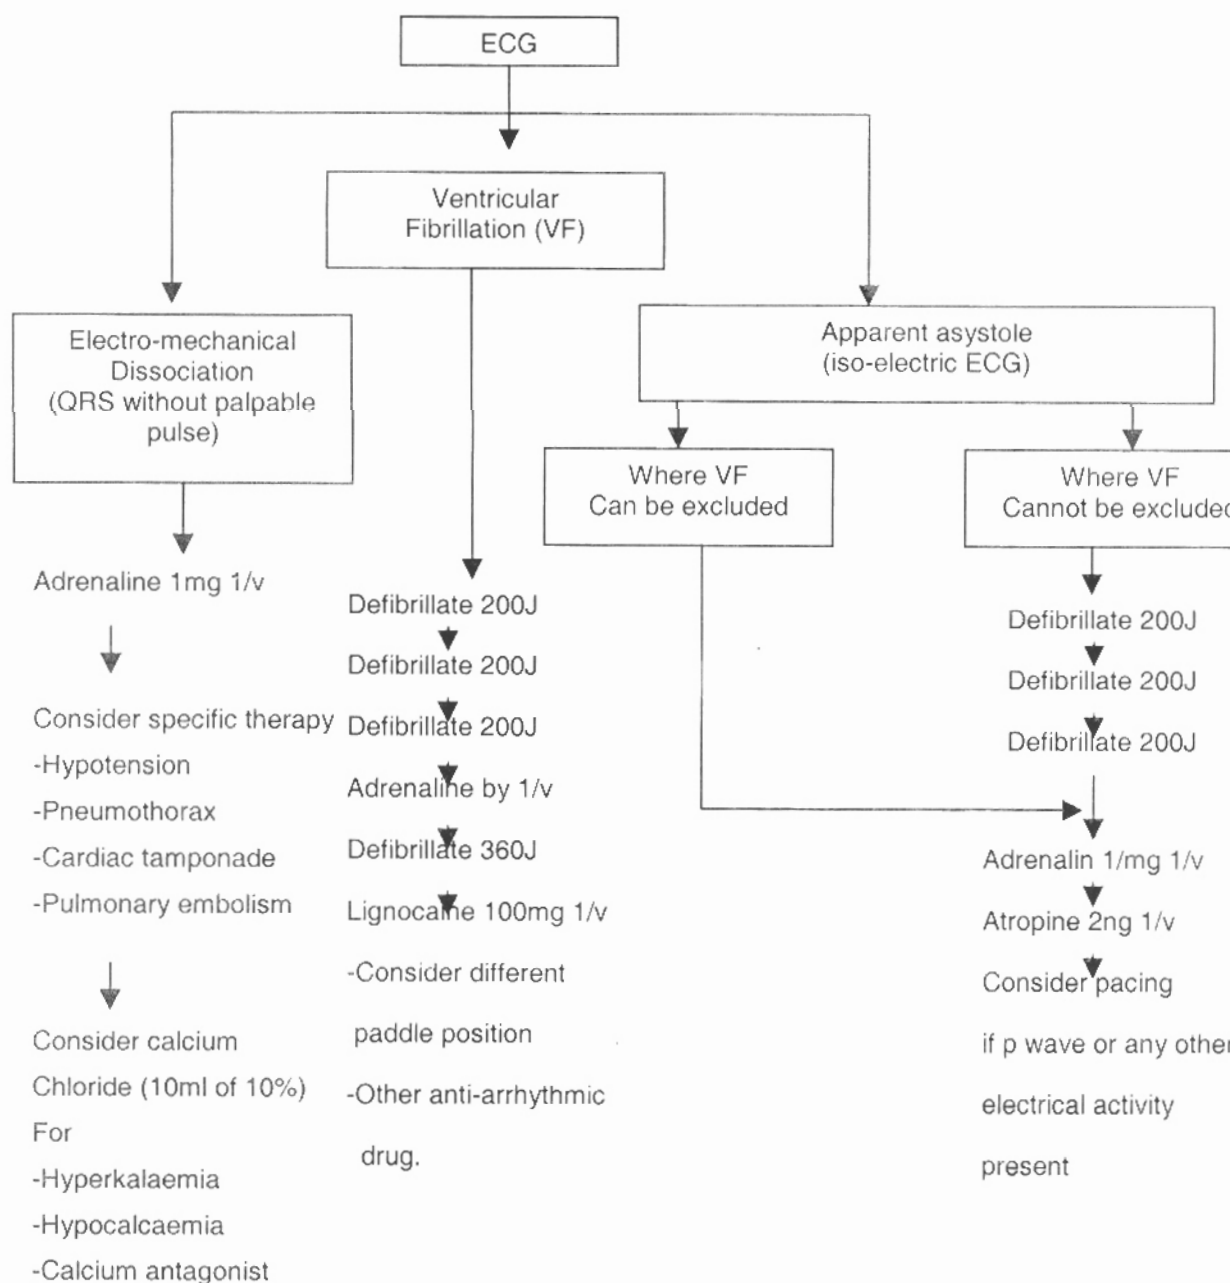 ECG
Ventricular
Fibrillation (VF)
Electro-mechanical
Dissociation
(QRS without palpable
pulse)
Apparent asystole
(iso-electric ECG)
Where VF
Can be excluded
Where VF
Cannot be excluded
Adrenaline 1mg 1/v
Consider specific therapy
-Hypotension
-Pneumothorax
-Cardiac tamponade
-Pulmonary embolism
Consider calcium
Chloride (10ml of 10%)
For
-Hyperkalaemia
-Hypocalcaemia
-Calcium antagonist
Defibrillate 200J
Defibrillate 200J
Defibrillate 200J
Adrenaline by 1/v
Defibrillate 360J
Lignocaine 100mg 1/v
-Consider different
paddle position
-Other anti-arrhythmic
drug.
Defibrillate 200J
Defibrillate 200J
Defibrillate 200J
Adrenalin 1/mg 1/v
Atropine 2ng 1/v
Consider pacing
if p wave or any other
electrical activity
present